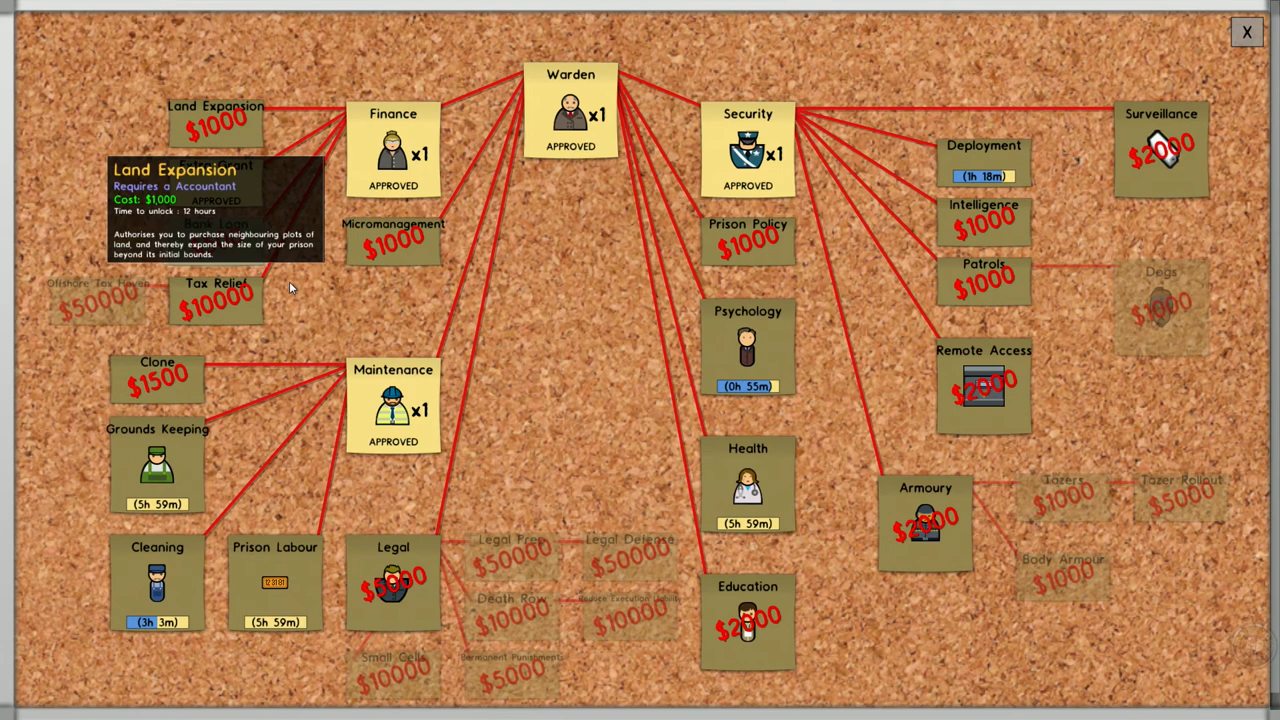 X
Warden
x1
APPROVED
Land Expansion
$1000
Finance
x1
APPROVED
Security
x1
APPROVED
Surveillance
$2000
Deployment
(1h 18m)
Land Expansion
Requires a Accountant
Cost: $1,000
Time to unlock : 12 hours
Authorises you to purchase neighbouring plots of
land, and thereby expand the size of your prison
beyond its initial bounds.
Extra Grant
APPROVED
Bank Loan
Micromanagement
$1000
Prison Policy
$1000
Intelligence
$1000
Patrols
$1000
Dogs
$1000
Offshore Tax Haven
$50000
Tax Relief
$10000
Psychology
(0h 55m)
Remote Access
$2000
Clone
$1500
Maintenance
x1
APPROVED
Grounds Keeping
(5h 59m)
Health
(5h 59m)
Armoury
$2000
Tazers
$1000
Tazer Rollout
$5000
Body Armour
$1000
Cleaning
(3h 3m)
Prison Labour
123181
(5h 59m)
Legal
$5000
Legal Prep
$50000
Legal Defense
$50000
Death Row
$10000
Reduce Execution Liability
$10000
Education
$2000
Small Cells
$10000
Permanent Punishments
$5000